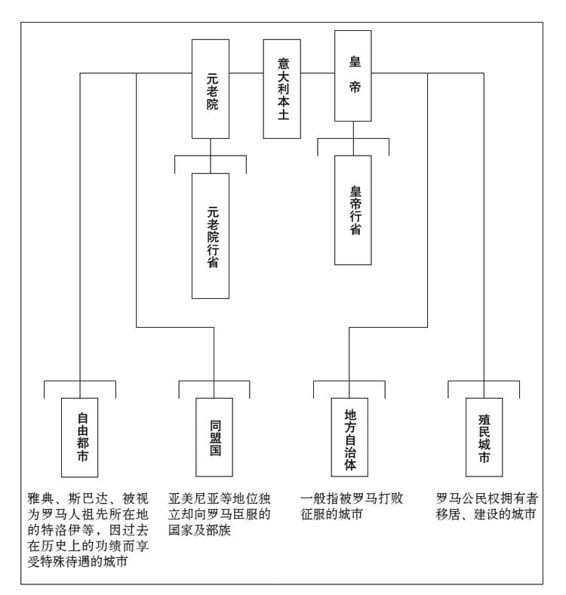 元老院
意大利本土
皇帝
元老院行省
皇帝行省
自由都市
同盟国
地方自治体
殖民城市
雅典、斯巴达、被视
为罗马人祖先所在地
的特洛伊等，因过去
在历史上的功绩而享
受特殊待遇的城市
亚美尼亚等地位独
立却向罗马臣服的
国家及部族
一般指被罗马打败
征服的城市
罗马公民权拥有者
移居、建设的城市